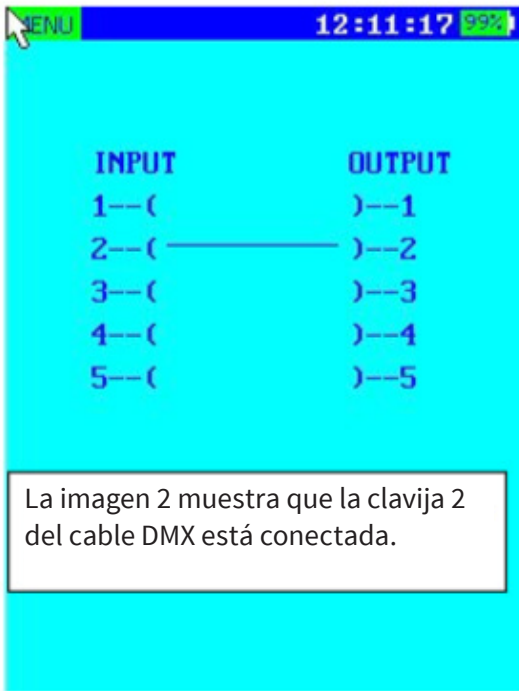 MENU 12:11:17 99%
INPUT OUTPUT
1--( )--1
2--( )--2
3--( )--3
4--( )--4
5--( )--5
La imagen 2 muestra que la clavija 2
del cable DMX está conectada.